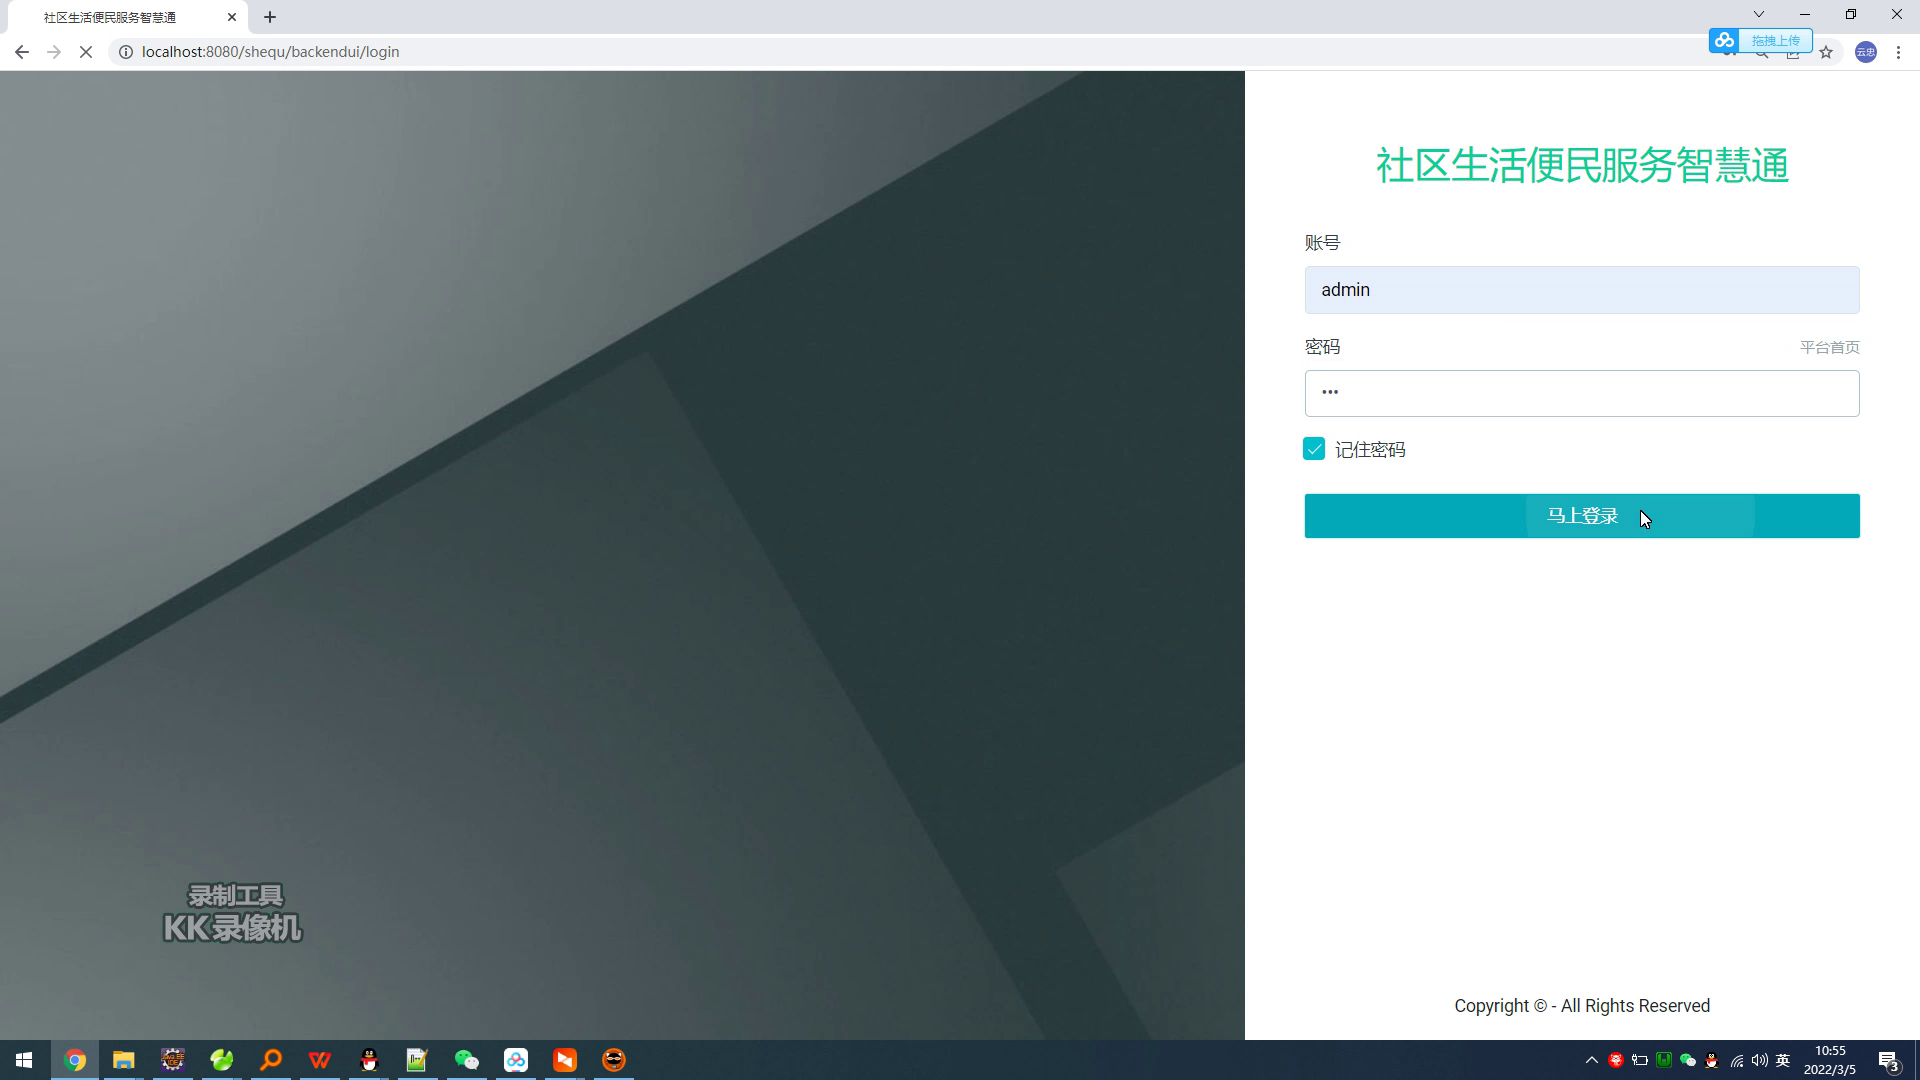 社区生活便民服务智慧通
localhost:8080/shequ/backendui/login
拖拽上传
云忠
社区生活便民服务智慧通
账号
admin
密码
平台首页
记住密码
马上登录
录制工具
KK录像机
Copyright © - All Rights Reserved
英
10:55
2022/3/5
3